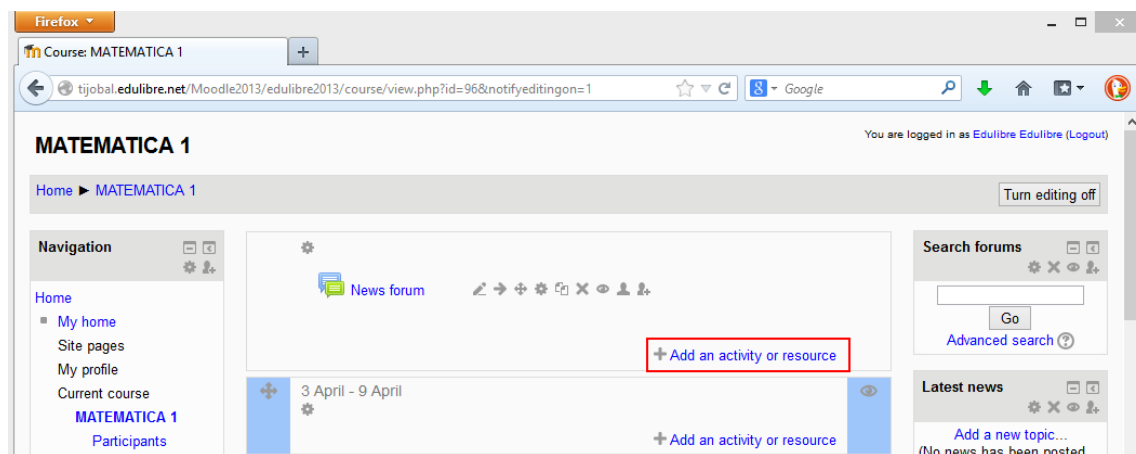 Firefox
Course: MATEMATICA 1
tijobal.edulibre.net/Moodle2013/edulibre2013/course/view.php?id=96&notifyeditingon=1
Google
MATEMATICA 1
You are logged in as Edulibre Edulibre (Logout)
Home ► MATEMATICA 1
Turn editing off
Navigation
Home
My home
Site pages
My profile
Current course
MATEMATICA 1
Participants
News forum
Add an activity or resource
3 April - 9 April
Add an activity or resource
Search forums
Go
Advanced search
Latest news
Add a new topic...
(No news has been posted